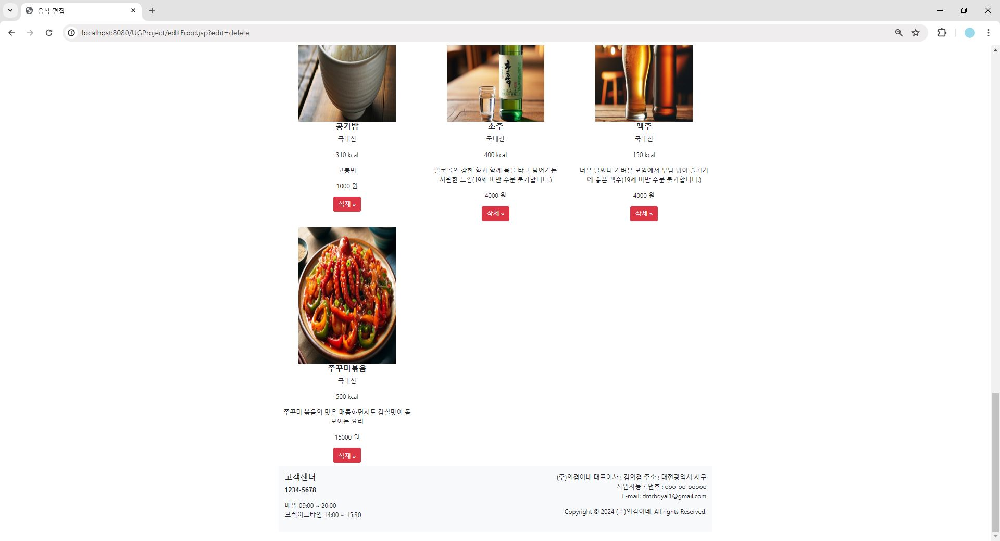 음식 편집
localhost:8080/UGProject/editFood.jsp?edit=delete
공기밥
국내산
310 kcal
고봉밥
1000 원
삭제 »
소주
국내산
400 kcal
알코올의 강한 향과 함께 목을 타고 넘어가는
시원한 느낌(19세 미만 주문 불가합니다.)
4000 원
삭제 »
맥주
국내산
150 kcal
더운 날씨나 가벼운 모임에서 부담 없이 즐기기
에 좋은 맥주(19세 미만 주문 불가합니다.)
4000 원
삭제 »
쭈꾸미볶음
국내산
500 kcal
쭈꾸미 볶음의 맛은 매콤하면서도 감칠맛이 돋
보이는 요리
15000 원
삭제 »
고객센터
1234-5678
매일 09:00 ~ 20:00
브레이크타임 14:00 ~ 15:30
(주)의겸이네 대표이사 : 김의겸 주소 : 대전광역시 서구
사업자등록번호 : ooo-oo-ooooo
E-mail: dmrbdyal1@gmail.com
Copyright © 2024 (주)의겸이네. All rights Reserved.